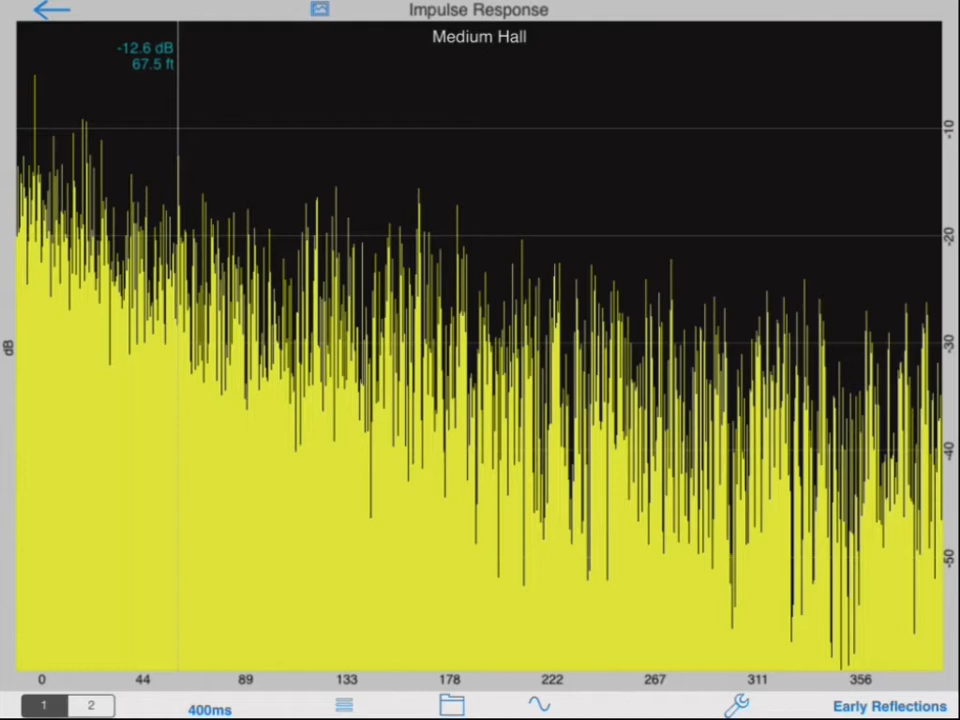 Impulse Response
Medium Hall
-12.6 dB
67.5 ft
-10
-20
-30
-40
-50
dB
0 44 89 133 178 222 267 311 356
1 2 400ms Early Reflections